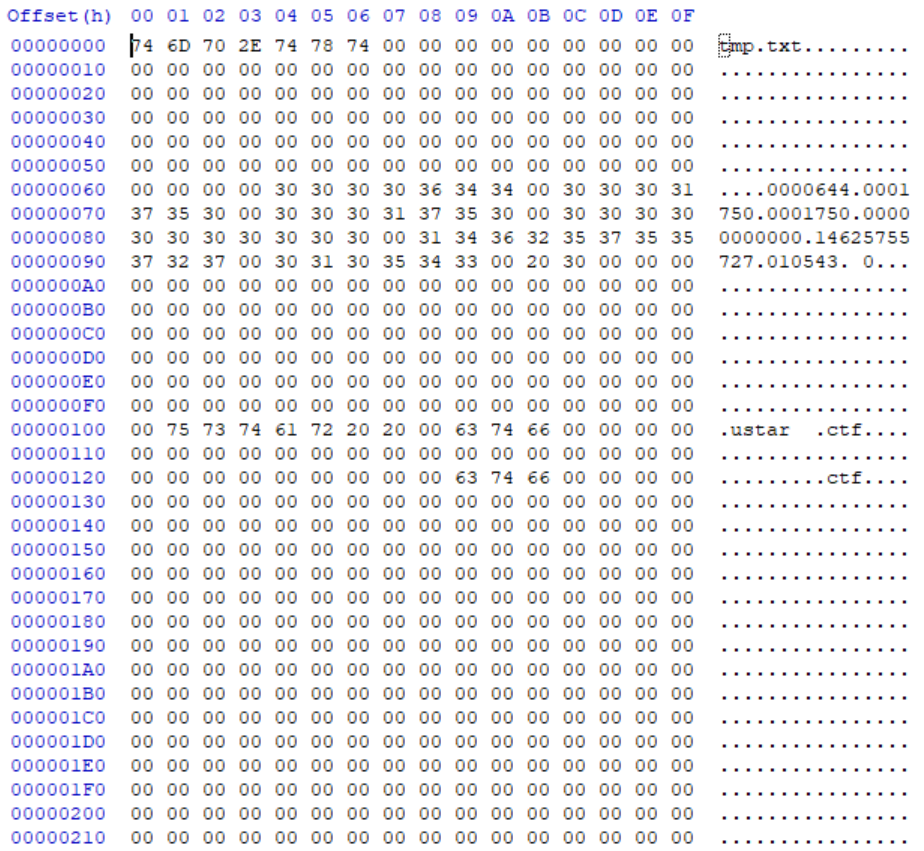 Offset(h) 00 01 02 03 04 05 06 07 08 09 0A 0B 0C 0D 0E 0F
00000000 74 6D 70 2E 74 78 74 00 00 00 00 00 00 00 00 00 tmp.txt.........
00000010 00 00 00 00 00 00 00 00 00 00 00 00 00 00 00 00 ................
00000020 00 00 00 00 00 00 00 00 00 00 00 00 00 00 00 00 ................
00000030 00 00 00 00 00 00 00 00 00 00 00 00 00 00 00 00 ................
00000040 00 00 00 00 00 00 00 00 00 00 00 00 00 00 00 00 ................
00000050 00 00 00 00 00 00 00 00 00 00 00 00 00 00 00 00 ................
00000060 00 00 00 00 30 30 30 30 36 34 34 00 30 30 30 31 ....0000644.0001
00000070 37 35 30 00 30 30 30 31 37 35 30 00 30 30 30 30 750.0001750.0000
00000080 30 30 30 30 30 30 30 00 31 34 36 32 35 37 35 35 0000000.14625755
00000090 37 32 37 00 30 31 30 35 34 33 00 20 30 00 00 00 727.010543. 0...
000000A0 00 00 00 00 00 00 00 00 00 00 00 00 00 00 00 00 ................
000000B0 00 00 00 00 00 00 00 00 00 00 00 00 00 00 00 00 ................
000000C0 00 00 00 00 00 00 00 00 00 00 00 00 00 00 00 00 ................
000000D0 00 00 00 00 00 00 00 00 00 00 00 00 00 00 00 00 ................
000000E0 00 00 00 00 00 00 00 00 00 00 00 00 00 00 00 00 ................
000000F0 00 00 00 00 00 00 00 00 00 00 00 00 00 00 00 00 ................
00000100 00 75 73 74 61 72 20 20 00 63 74 66 00 00 00 00 .ustar  .ctf....
00000110 00 00 00 00 00 00 00 00 00 00 00 00 00 00 00 00 ................
00000120 00 00 00 00 00 00 00 00 00 63 74 66 00 00 00 00 .........ctf....
00000130 00 00 00 00 00 00 00 00 00 00 00 00 00 00 00 00 ................
00000140 00 00 00 00 00 00 00 00 00 00 00 00 00 00 00 00 ................
00000150 00 00 00 00 00 00 00 00 00 00 00 00 00 00 00 00 ................
00000160 00 00 00 00 00 00 00 00 00 00 00 00 00 00 00 00 ................
00000170 00 00 00 00 00 00 00 00 00 00 00 00 00 00 00 00 ................
00000180 00 00 00 00 00 00 00 00 00 00 00 00 00 00 00 00 ................
00000190 00 00 00 00 00 00 00 00 00 00 00 00 00 00 00 00 ................
000001A0 00 00 00 00 00 00 00 00 00 00 00 00 00 00 00 00 ................
000001B0 00 00 00 00 00 00 00 00 00 00 00 00 00 00 00 00 ................
000001C0 00 00 00 00 00 00 00 00 00 00 00 00 00 00 00 00 ................
000001D0 00 00 00 00 00 00 00 00 00 00 00 00 00 00 00 00 ................
000001E0 00 00 00 00 00 00 00 00 00 00 00 00 00 00 00 00 ................
000001F0 00 00 00 00 00 00 00 00 00 00 00 00 00 00 00 00 ................
00000200 00 00 00 00 00 00 00 00 00 00 00 00 00 00 00 00 ................
00000210 00 00 00 00 00 00 00 00 00 00 00 00 00 00 00 00 ................